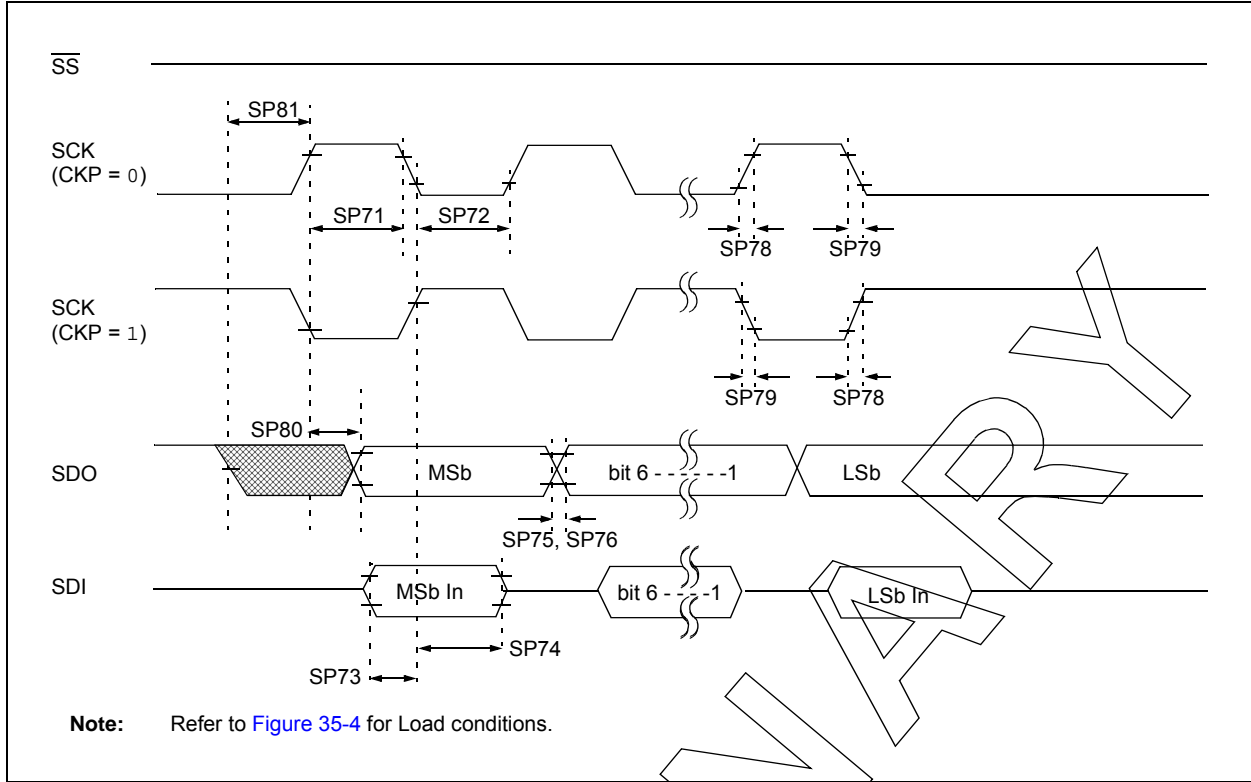 SS
SP81
SCK
(CKP = 0)
SP71
SP72
SP78
SP79
SCK
(CKP = 1)
SP79
SP78
SP80
SDO
MSb
bit 6 - - - - - -1
LSb
SP75, SP76
SDI
MSb In
bit 6 - - - - -1
LSb In
SP74
SP73
Note: Refer to Figure 35-4 for Load conditions.
VARY